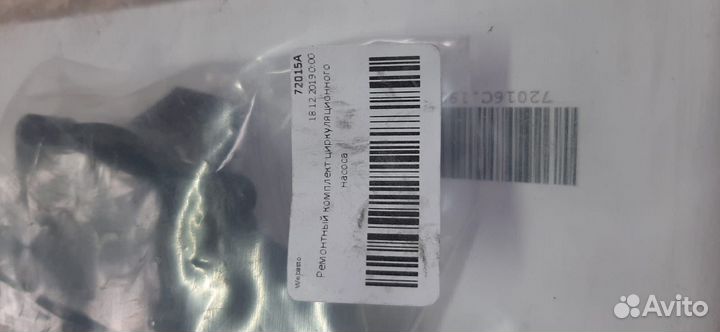 Webasto
72015A
18.12.2019 0:00
Ремонтный комплект циркуляционного
насоса
72016C.19
Avito